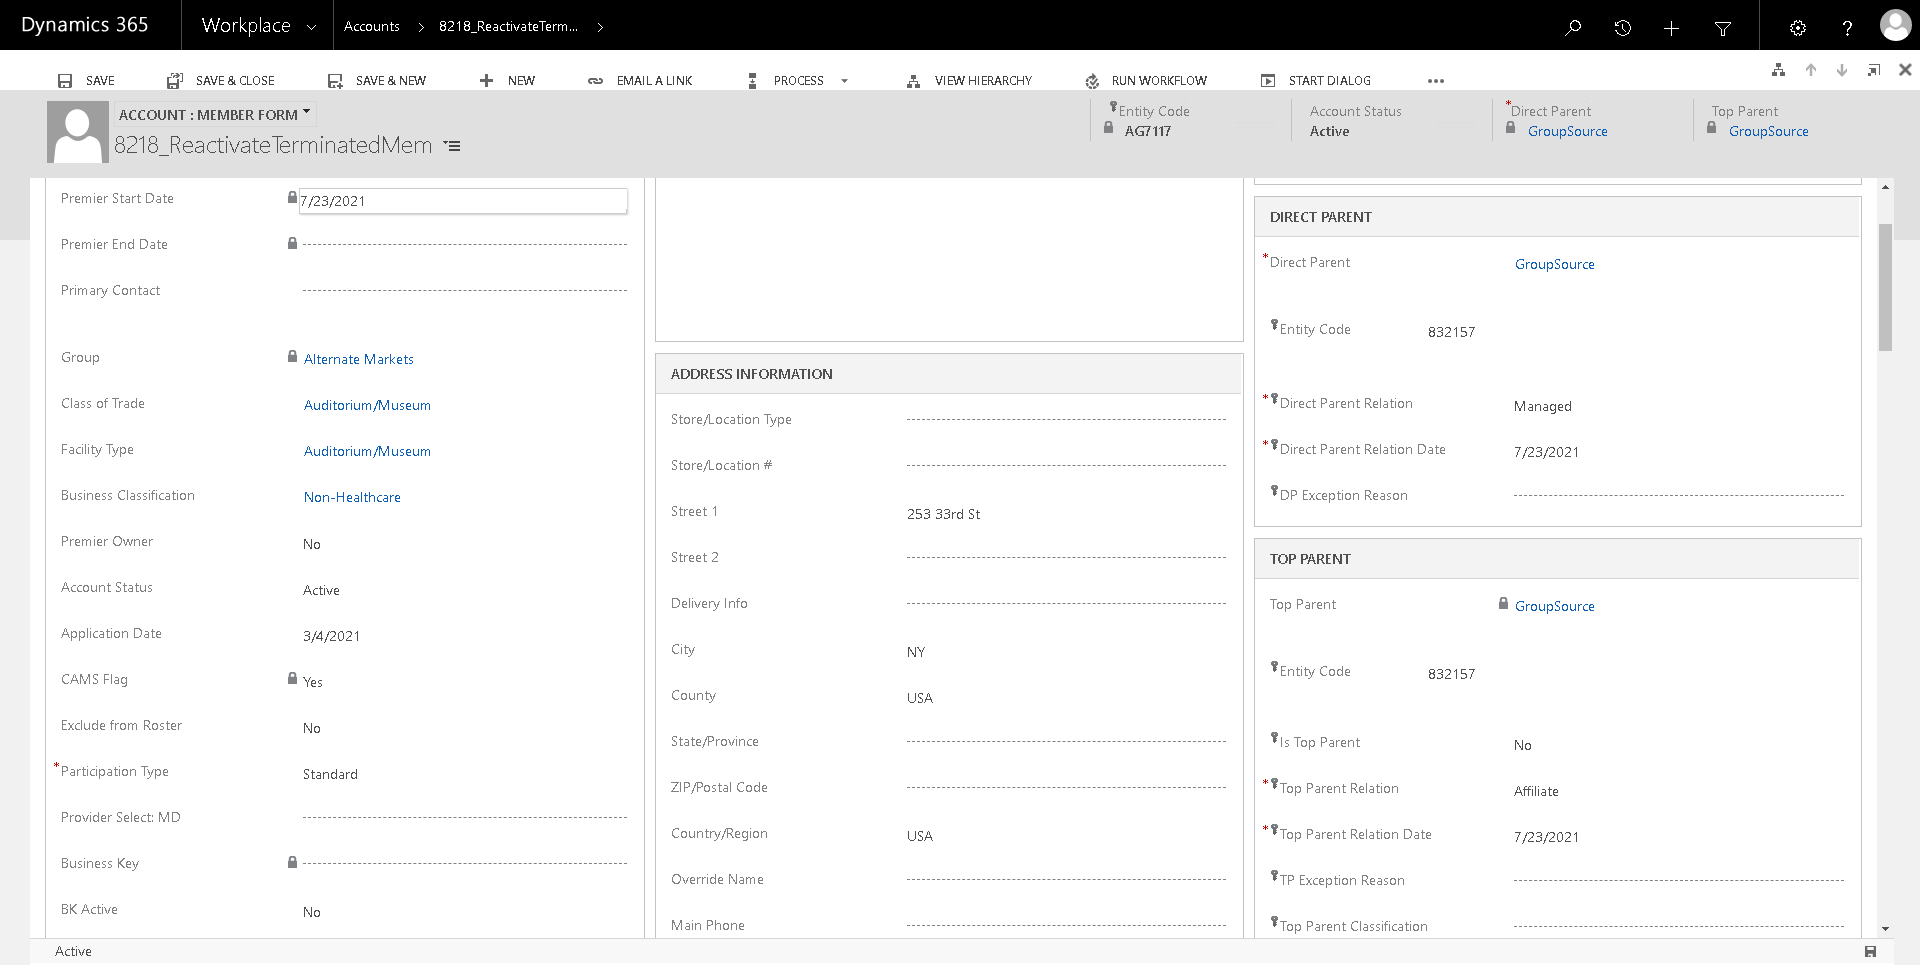 Dynamics 365
Workplace
Accounts
8218_ReactivateTerm...
SAVE
SAVE & CLOSE
SAVE & NEW
NEW
EMAIL A LINK
PROCESS
VIEW HIERARCHY
RUN WORKFLOW
START DIALOG
ACCOUNT : MEMBER FORM
8218_ReactivateTerminatedMem
Entity Code
AG7117
Account Status
Active
*Direct Parent
GroupSource
Top Parent
GroupSource
Premier Start Date
7/23/2021
Premier End Date
Primary Contact
Group
Alternate Markets
Class of Trade
Auditorium/Museum
Facility Type
Auditorium/Museum
Business Classification
Non-Healthcare
Premier Owner
No
Account Status
Active
Application Date
3/4/2021
CAMS Flag
Yes
Exclude from Roster
No
*Participation Type
Standard
Provider Select: MD
Business Key
BK Active
No
ADDRESS INFORMATION
Store/Location Type
Store/Location #
Street 1
253 33rd St
Street 2
Delivery Info
City
NY
County
USA
State/Province
ZIP/Postal Code
Country/Region
USA
Override Name
Main Phone
DIRECT PARENT
*Direct Parent
GroupSource
Entity Code
832157
*Direct Parent Relation
Managed
*Direct Parent Relation Date
7/23/2021
DP Exception Reason
TOP PARENT
Top Parent
GroupSource
Entity Code
832157
Is Top Parent
No
*Top Parent Relation
Affiliate
*Top Parent Relation Date
7/23/2021
TP Exception Reason
Top Parent Classification
Active